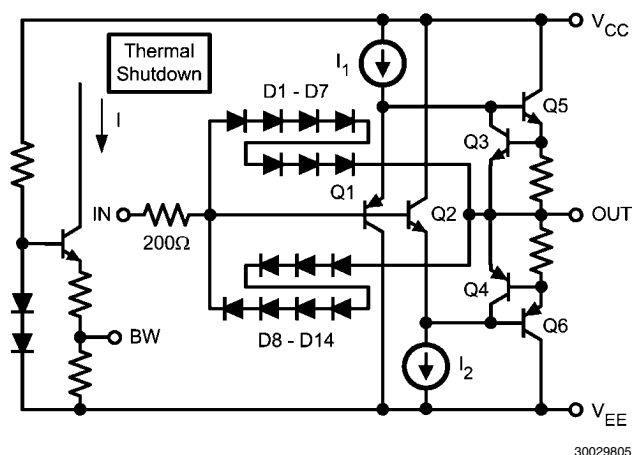 V_CC
Thermal
Shutdown
I_1
D1 - D7
Q5
I
Q3
Q1
IN
Q2
OUT
200Ω
Q4
BW
D8 - D14
Q6
I_2
V_EE
30029805